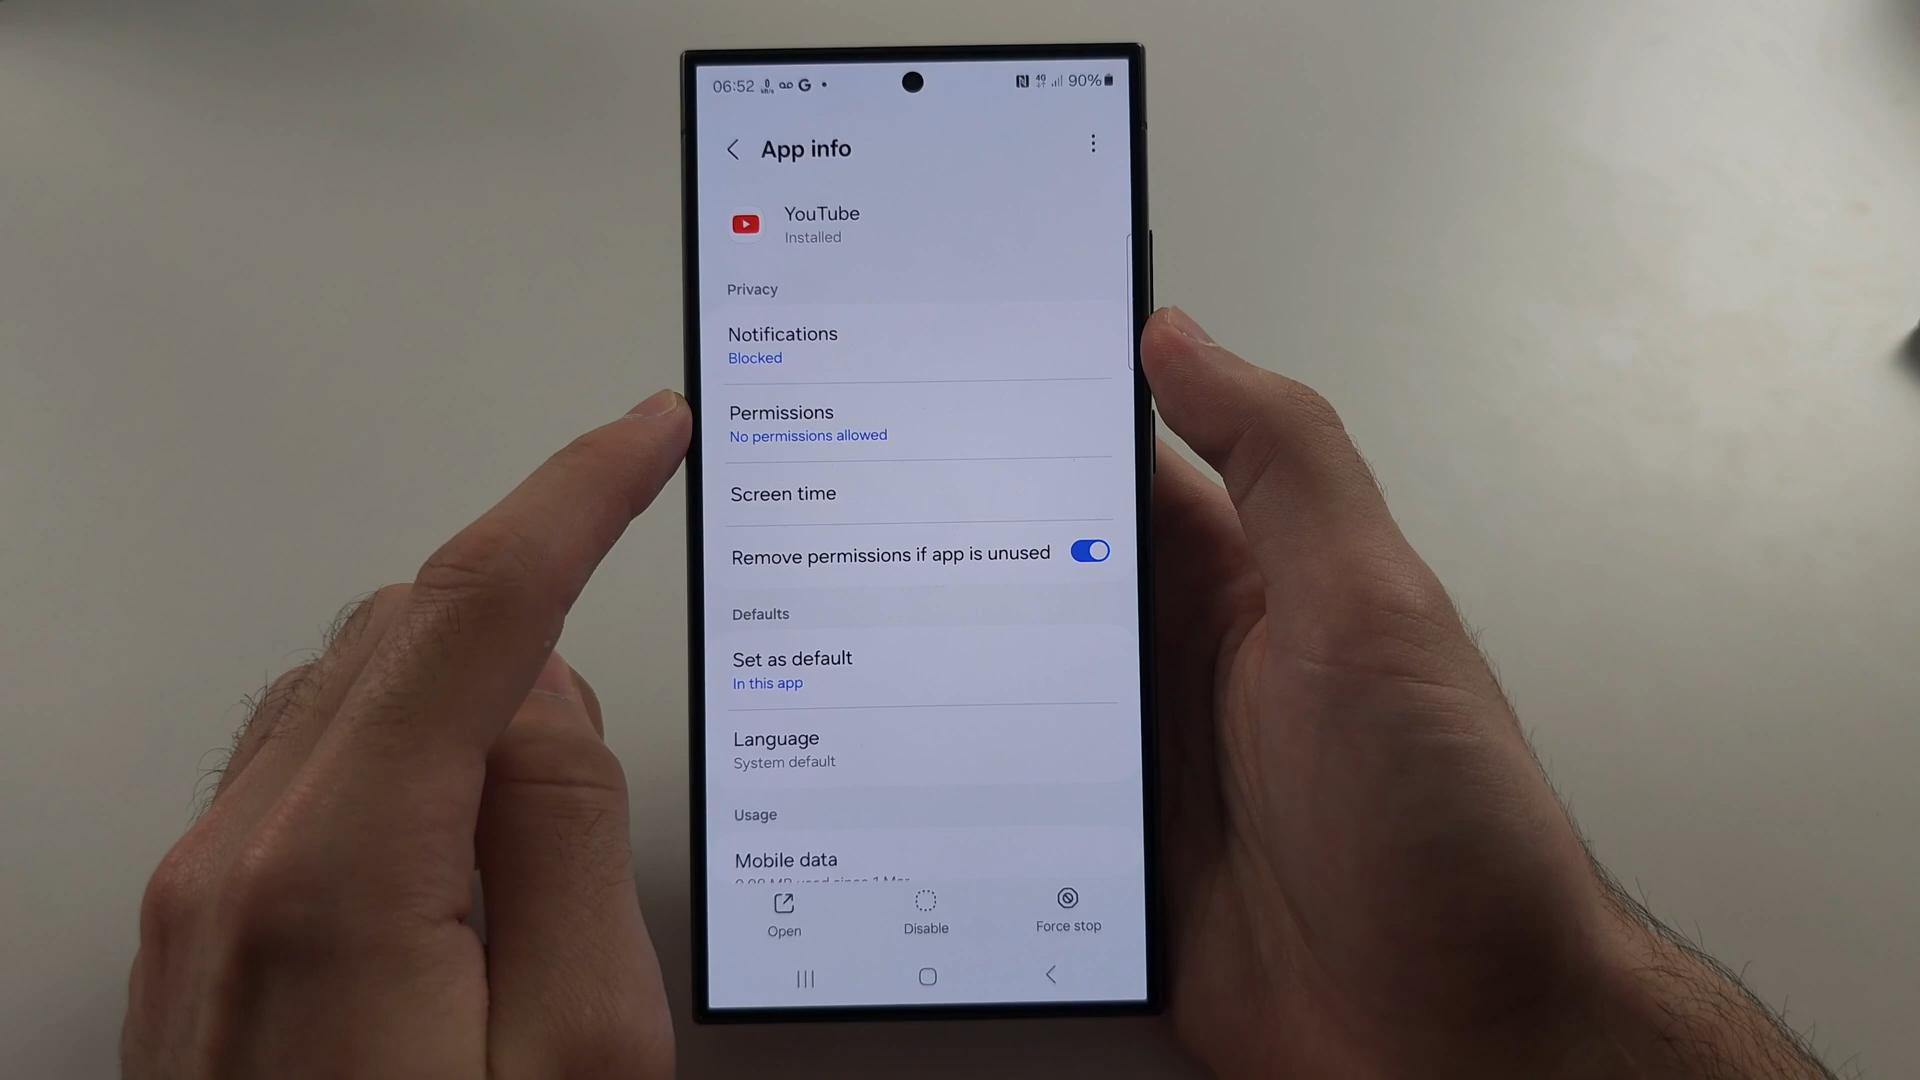 06:52 G 4G 90%
App info
YouTube
Installed
Privacy
Notifications
Blocked
Permissions
No permissions allowed
Screen time
Remove permissions if app is unused
Defaults
Set as default
In this app
Language
System default
Usage
Mobile data
Open Disable Force stop